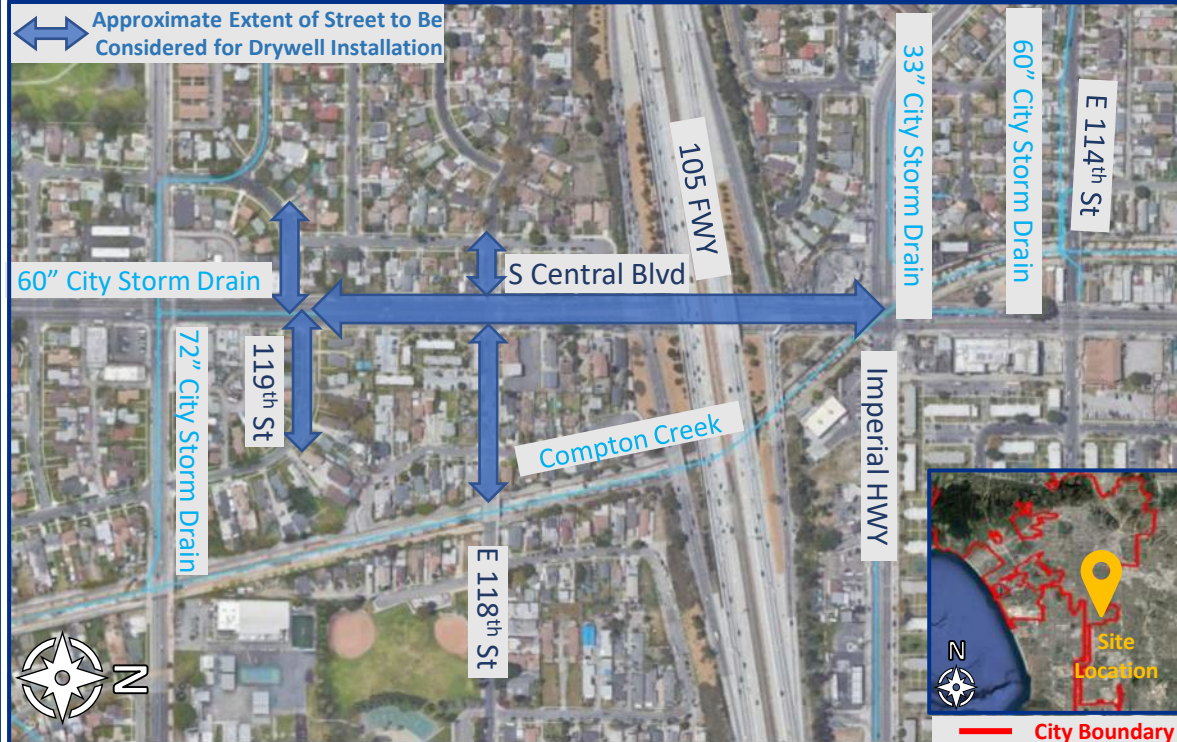 Approximate Extent of Street to Be
Considered for Drywell Installation
33” City Storm Drain
60” City Storm Drain
E 114th St
105 FWY
60” City Storm Drain
S Central Blvd
72” City Storm Drain
119th St
Compton Creek
Imperial HWY
E 118th St
N
N
Site
Location
City Boundary